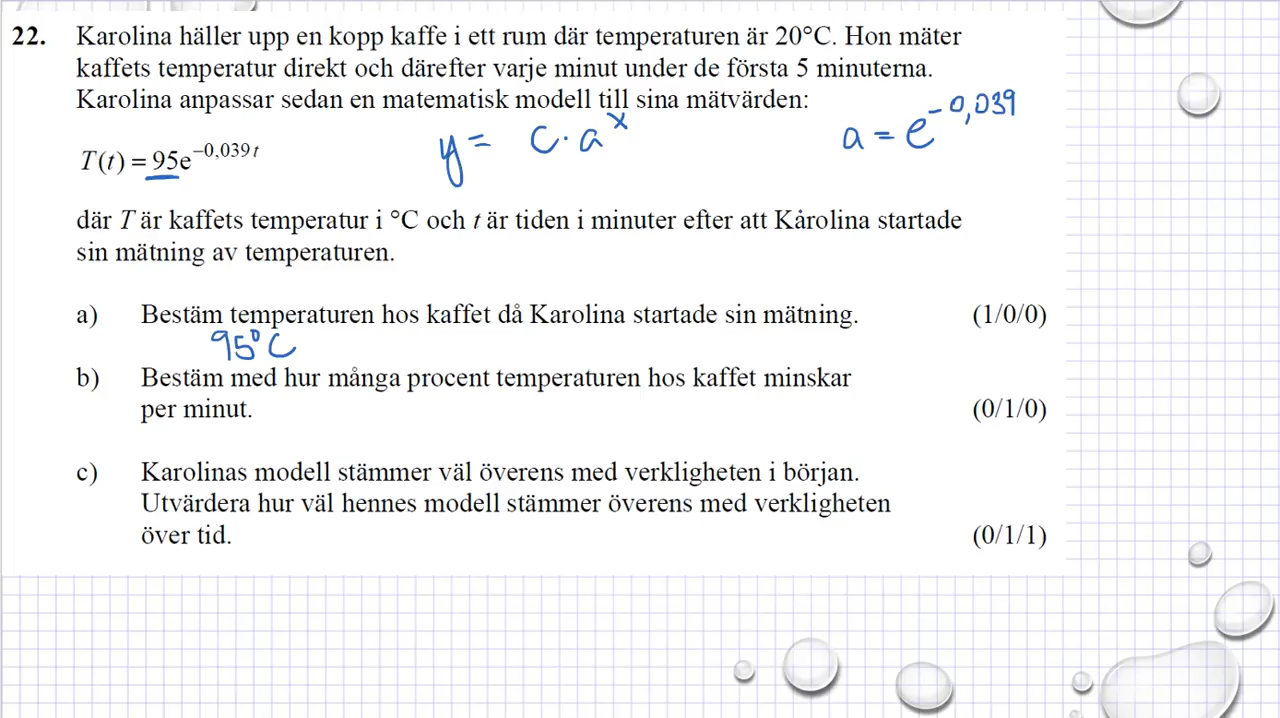 22. Karolina häller upp en kopp kaffe i ett rum där temperaturen är 20°C. Hon mäter
kaffets temperatur direkt och därefter varje minut under de första 5 minuterna.
Karolina anpassar sedan en matematisk modell till sina mätvärden:
T(t) = 95e^{-0,039t} y = C·a^x a = e^{-0,039}
där T är kaffets temperatur i °C och t är tiden i minuter efter att Kårolina startade
sin mätning av temperaturen.
a) Bestäm temperaturen hos kaffet då Karolina startade sin mätning. (1/0/0)
95°C
b) Bestäm med hur många procent temperaturen hos kaffet minskar
per minut. (0/1/0)
c) Karolinas modell stämmer väl överens med verkligheten i början.
Utvärdera hur väl hennes modell stämmer överens med verkligheten
över tid. (0/1/1)